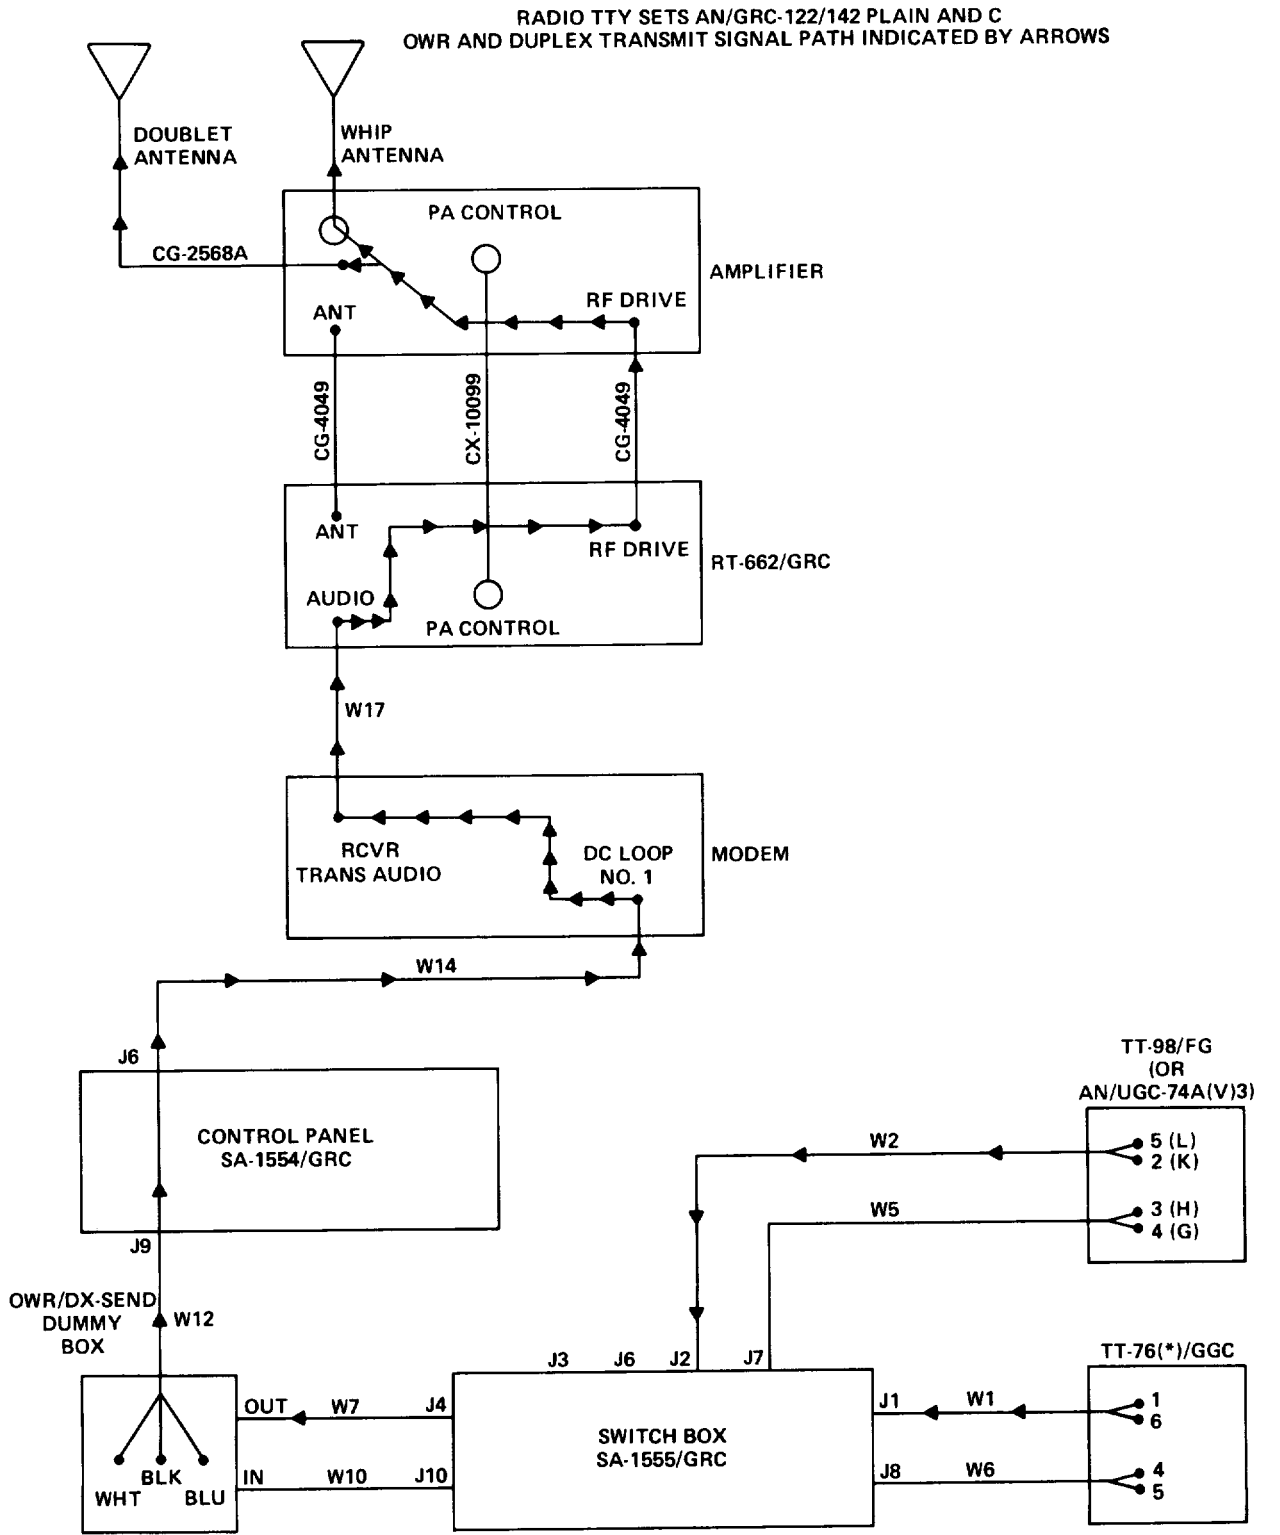 RADIO TTY SETS AN/GRC-122/142 PLAIN AND C
OWR AND DUPLEX TRANSMIT SIGNAL PATH INDICATED BY ARROWS
DOUBLET
ANTENNA
WHIP
ANTENNA
PA CONTROL
CG-2568A
AMPLIFIER
ANT
RF DRIVE
CG-4049
CX-10099
CG-4049
ANT
RF DRIVE
RT-662/GRC
AUDIO
PA CONTROL
W17
RCVR
TRANS AUDIO
DC LOOP
NO. 1
MODEM
W14
J6
CONTROL PANEL
SA-1554/GRC
J9
TT-98/FG
(OR
AN/UGC-74A(V)3)
W2
5 (L)
2 (K)
W5
3 (H)
4 (G)
OWR/DX-SEND
DUMMY
BOX
W12
J3
J6
J2
J7
TT-76(*)/GGC
OUT
W7
J4
J1
W1
1
6
SWITCH BOX
SA-1555/GRC
WHT
BLK
BLU
IN
W10
J10
J8
W6
4
5